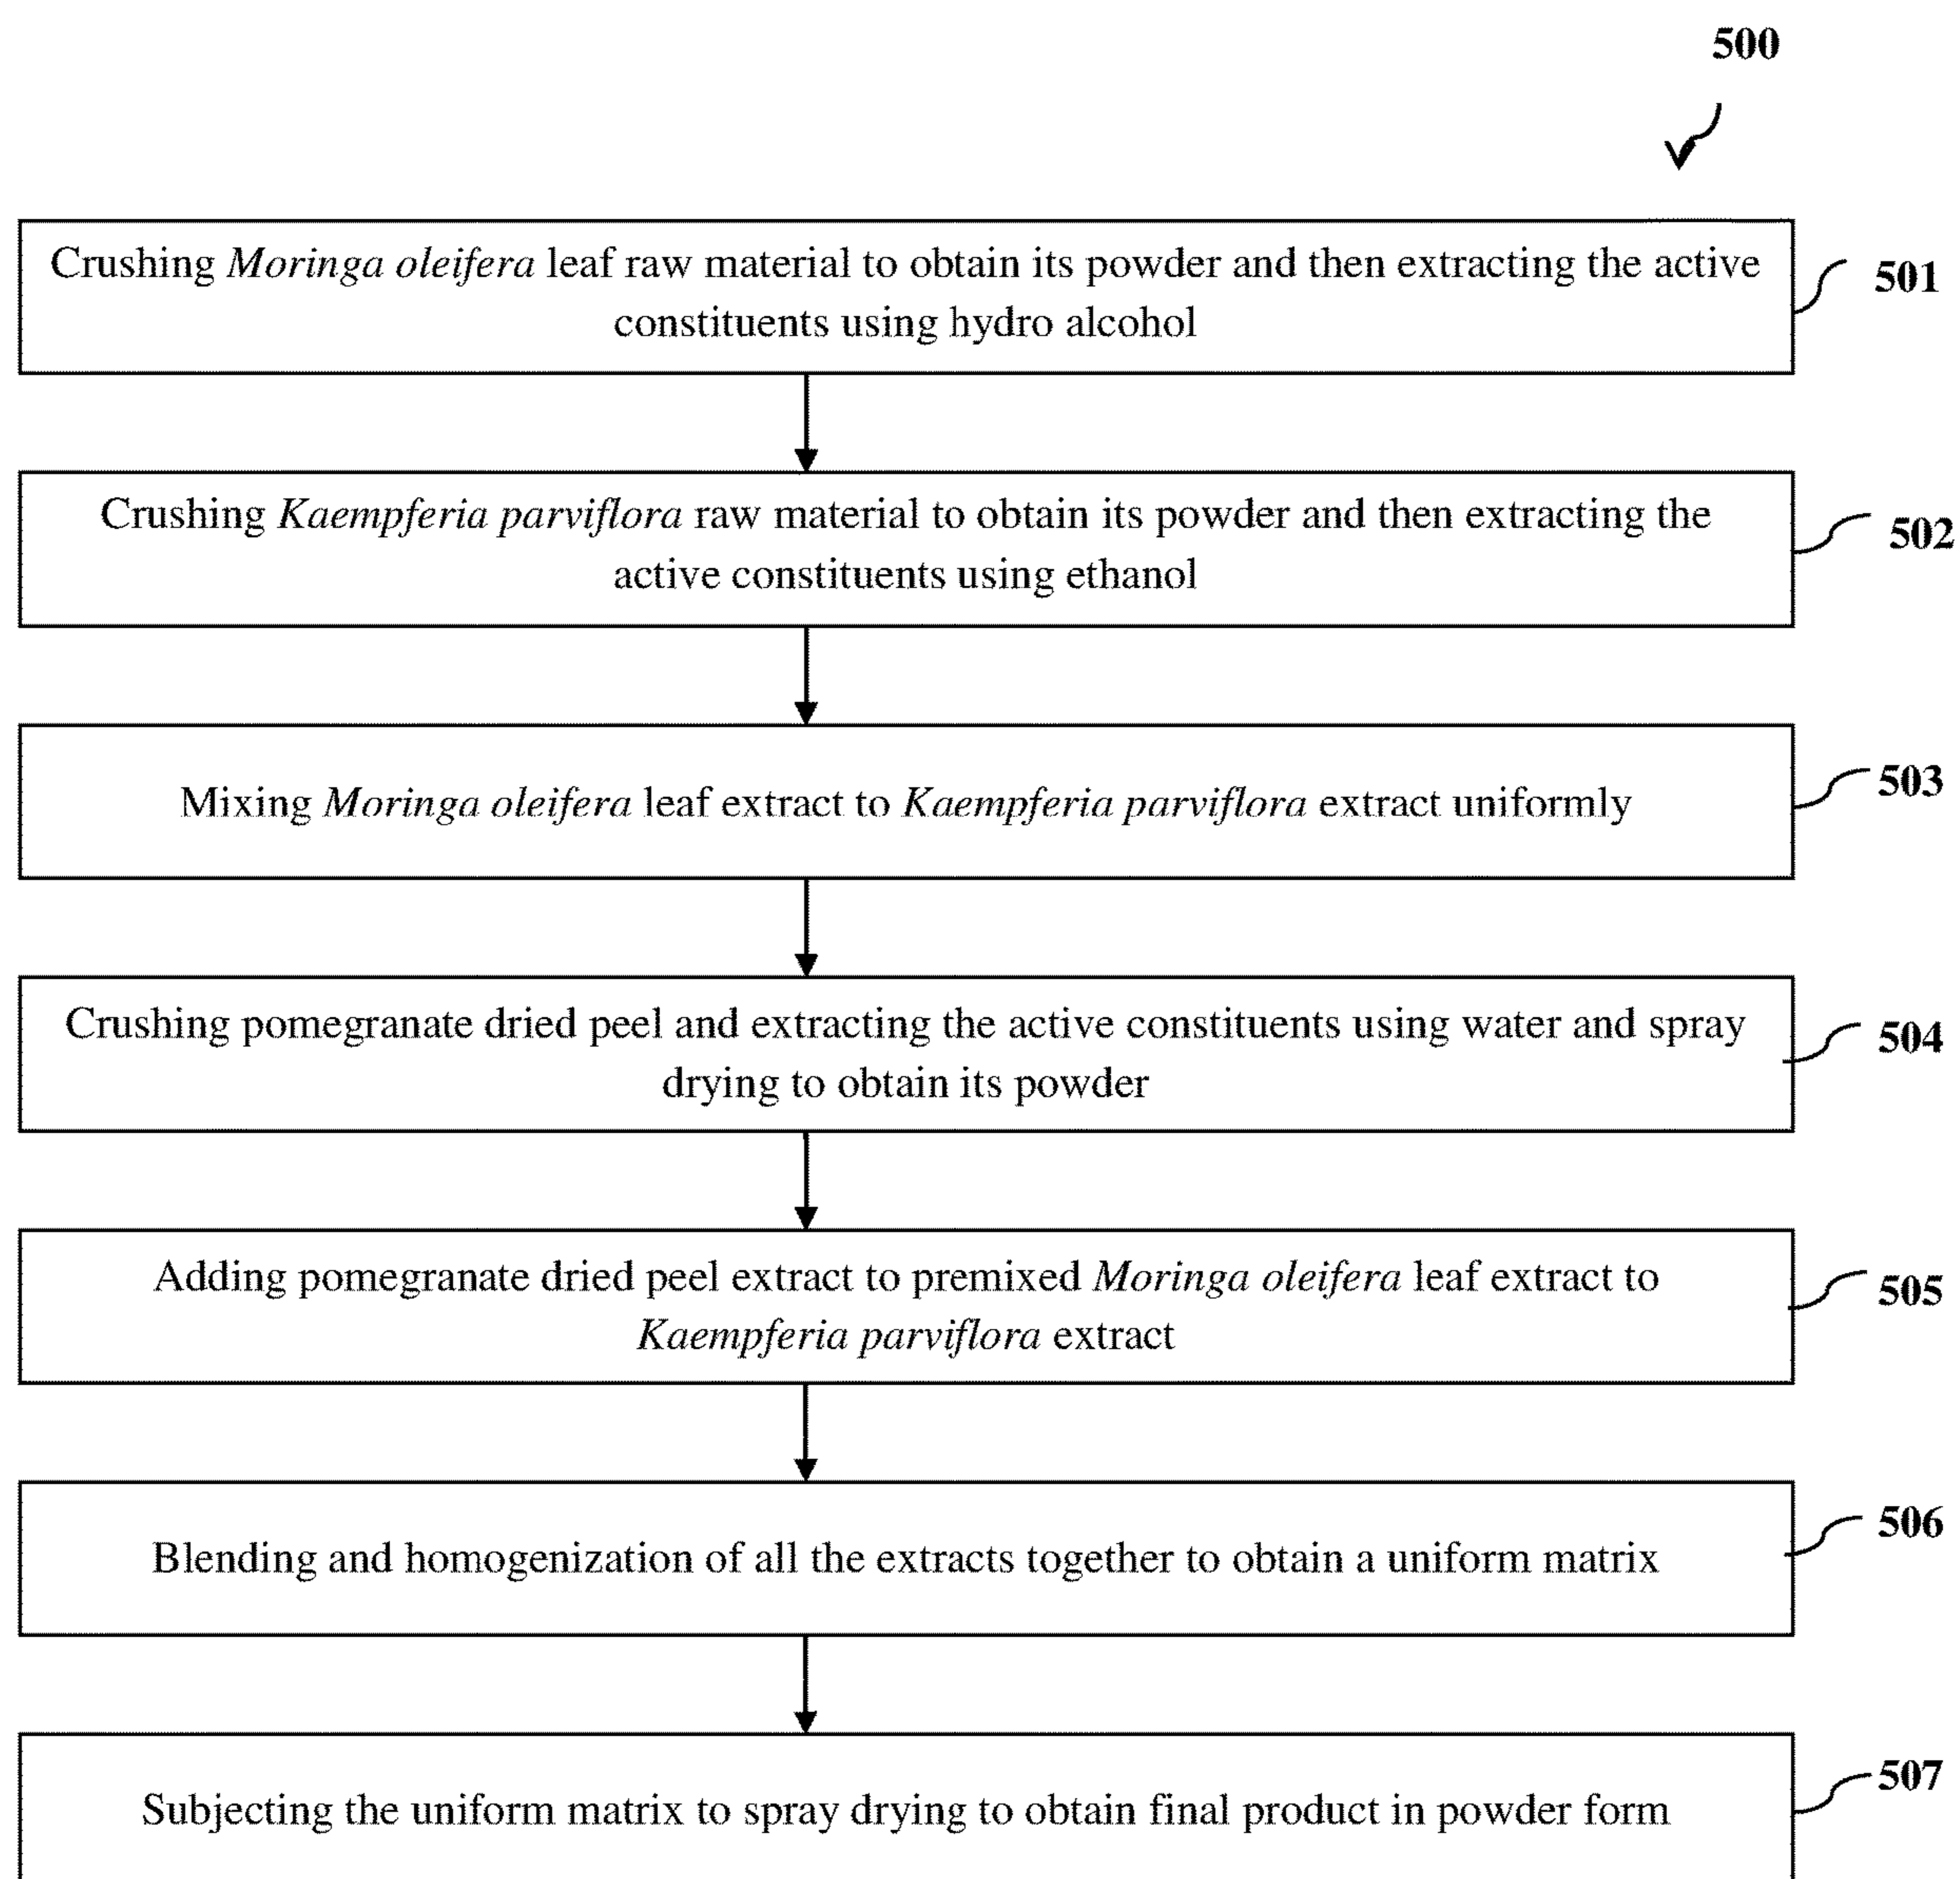 500
Crushing Moringa oleifera leaf raw material to obtain its powder and then extracting the active
constituents using hydro alcohol
501
Crushing Kaempferia parviflora raw material to obtain its powder and then extracting the
active constituents using ethanol
502
Mixing Moringa oleifera leaf extract to Kaempferia parviflora extract uniformly
503
Crushing pomegranate dried peel and extracting the active constituents using water and spray
drying to obtain its powder
504
Adding pomegranate dried peel extract to premixed Moringa oleifera leaf extract to
Kaempferia parviflora extract
505
Blending and homogenization of all the extracts together to obtain a uniform matrix
506
Subjecting the uniform matrix to spray drying to obtain final product in powder form
507